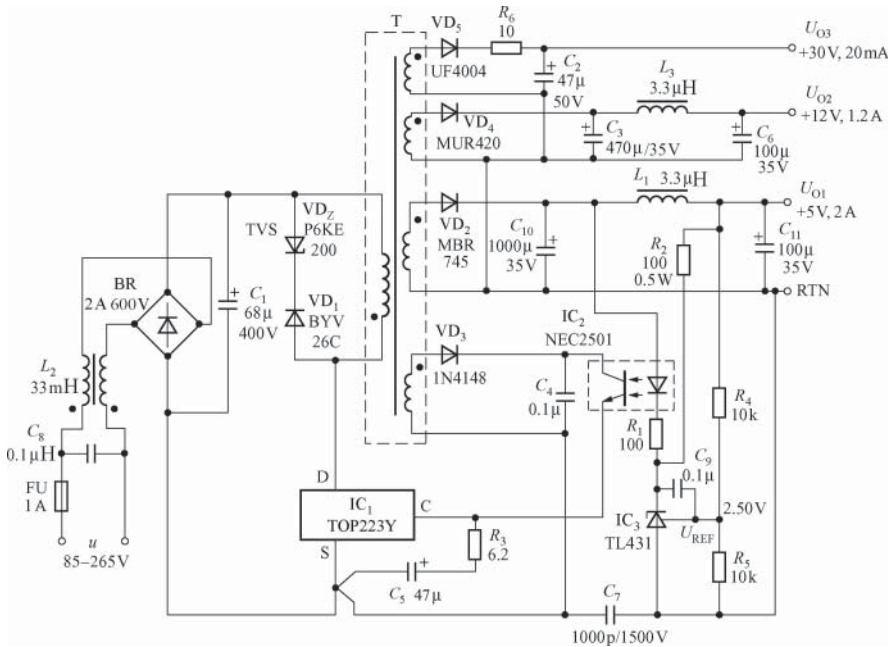 T
VD5
R6
10
UF4004
C2
+
47μ
50V
UO3
+30V, 20mA
VD4
MUR420
+
C3
470μ/35V
L3
3.3μH
UO2
+12V, 1.2A
+
C6
100μ
35V
TVS
VDZ
P6KE
200
VD1
BYV
26C
VD2
MBR
745
C10
1000μ
35V
+
L1 3.3μH
UO1
+5V, 2A
R2
100
0.5W
+
C11
100μ
35V
RTN
BR
2A 600V
+
C1
68μ
400V
IC2
NEC2501
VD3
1N4148
C4
0.1μ
R1
100
R4
10k
L2
33mH
C8
0.1μH
FU
1A
u
85–265V
D
IC1
TOP223Y
C
S
R3
6.2
C5
+
47μ
C9
0.1μ
2.50V
IC3
TL431
UREF
R5
10k
C7
1000p/1500V